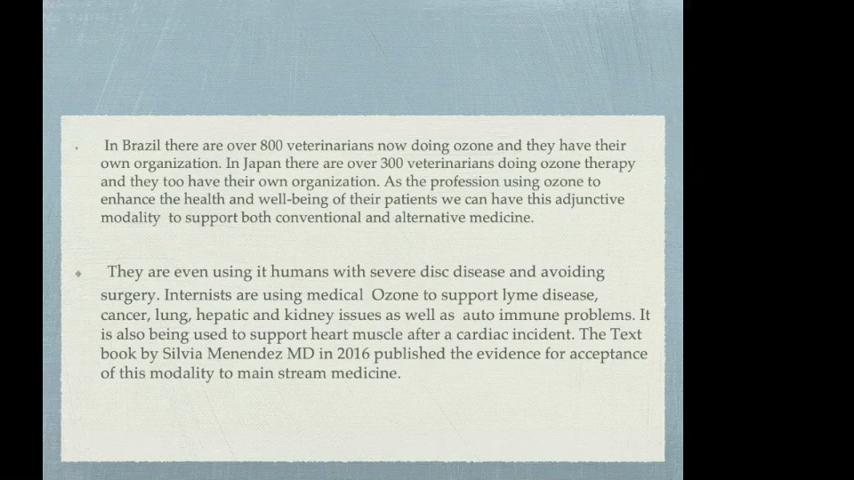 In Brazil there are over 800 veterinarians now doing ozone and they have their
own organization. In Japan there are over 300 veterinarians doing ozone therapy
and they too have their own organization. As the profession using ozone to
enhance the health and well-being of their patients we can have this adjunctive
modality to support both conventional and alternative medicine.
They are even using it humans with severe disc disease and avoiding
surgery. Internists are using medical Ozone to support lyme disease,
cancer, lung, hepatic and kidney issues as well as auto immune problems. It
is also being used to support heart muscle after a cardiac incident. The Text
book by Silvia Menendez MD in 2016 published the evidence for acceptance
of this modality to main stream medicine.